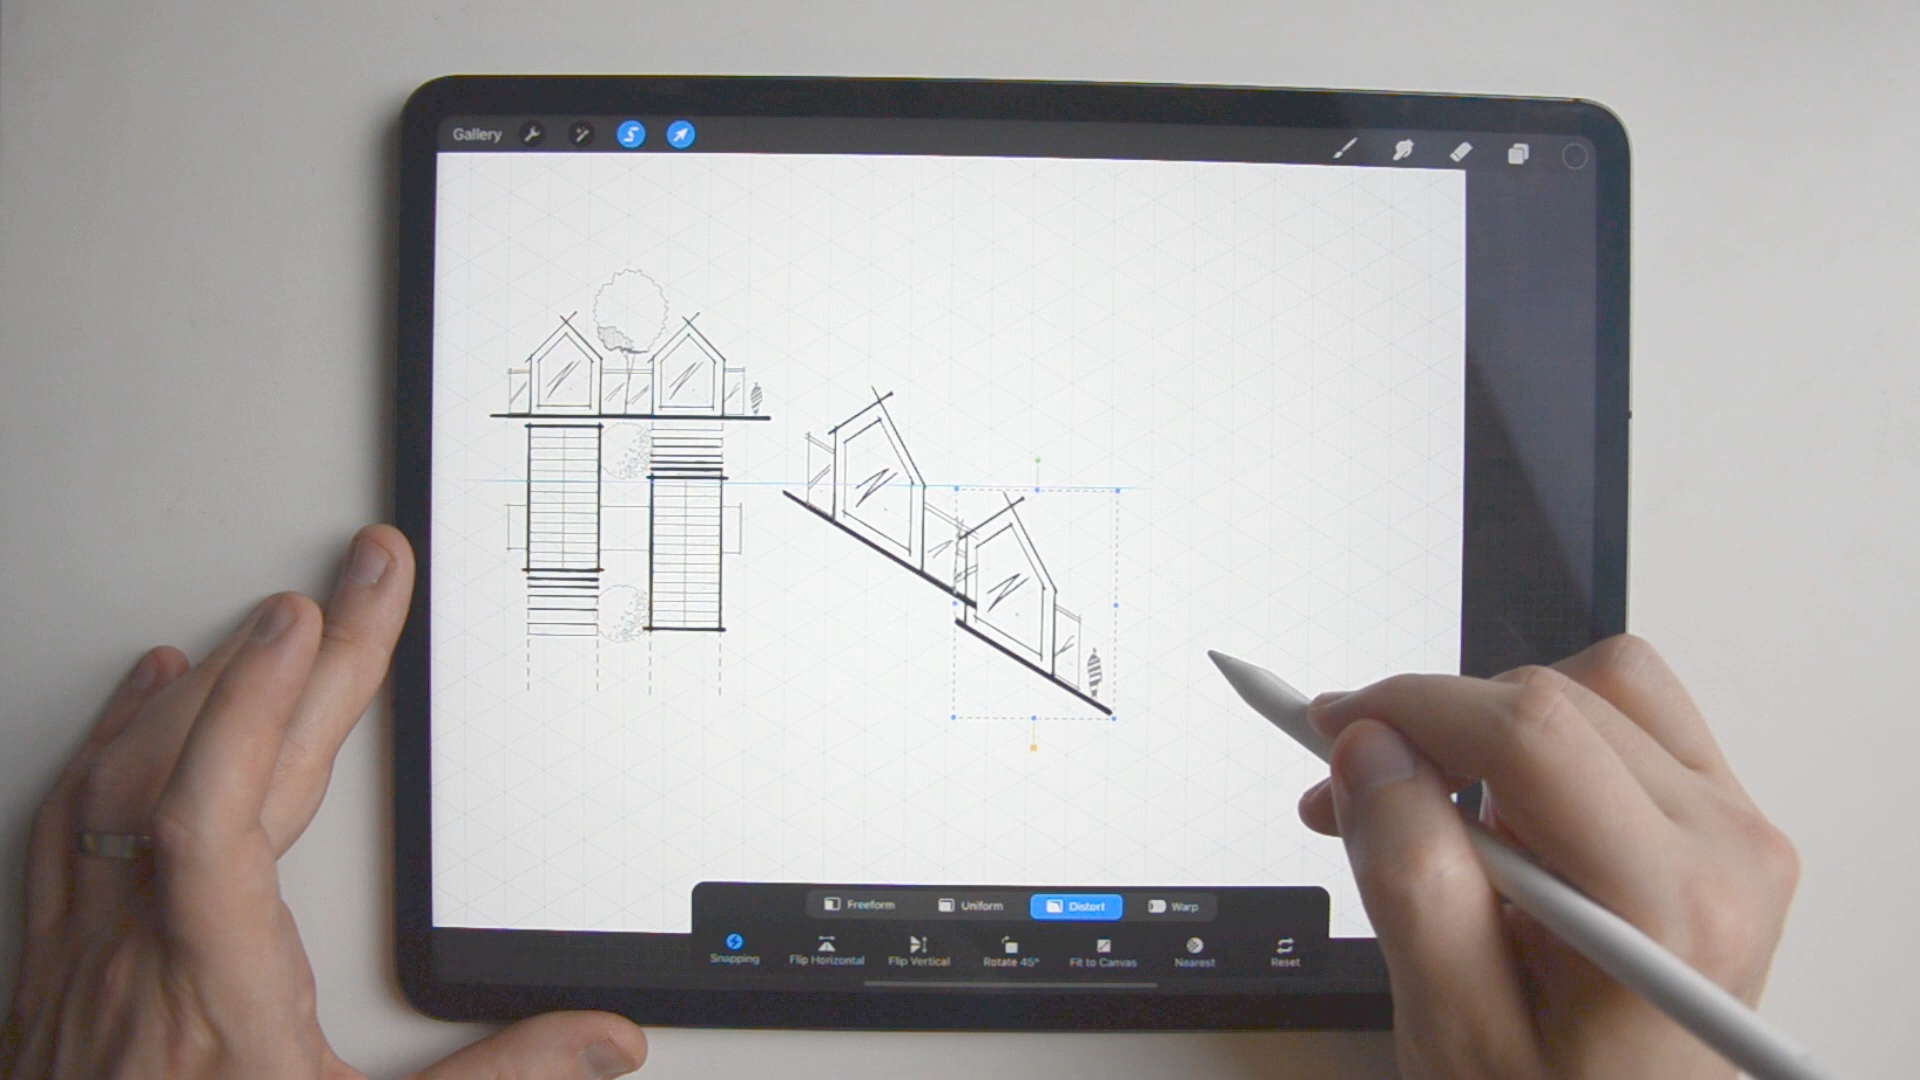 Gallery
Freeform Uniform Distort Warp
Snapping Flip Horizontal Flip Vertical Rotate 45° Fit to Canvas Nearest Reset